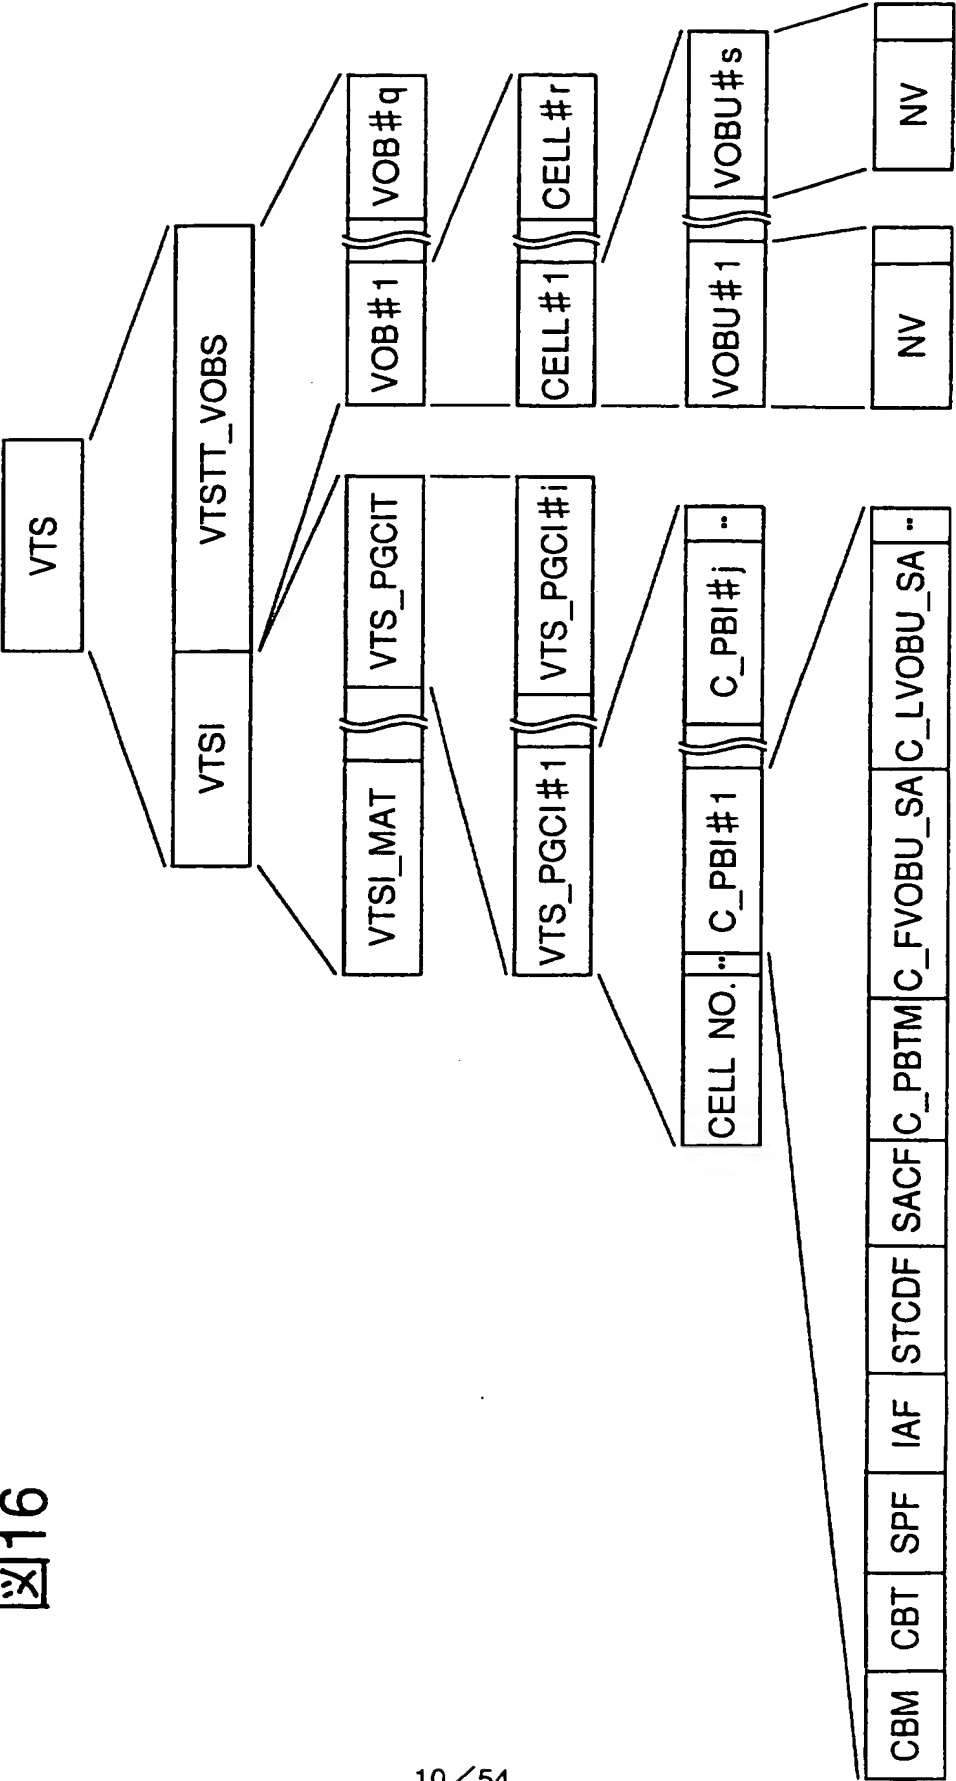 図16
VTS
VTSI VTSTT_VOBS
VTSI_MAT VTS_PGCIT VOB#1 VOB#q
VTS_PGCI#1 VTS_PGCI#i CELL#1 CELL#r
CELL NO. ‥ C_PBI#1 C_PBI#j ‥ VOBU#1 VOBU#s
CBM CBT SPF IAF STCDF SACF C_PBTM C_FVOBU_SA C_LVOBU_SA ‥ NV NV
10/54